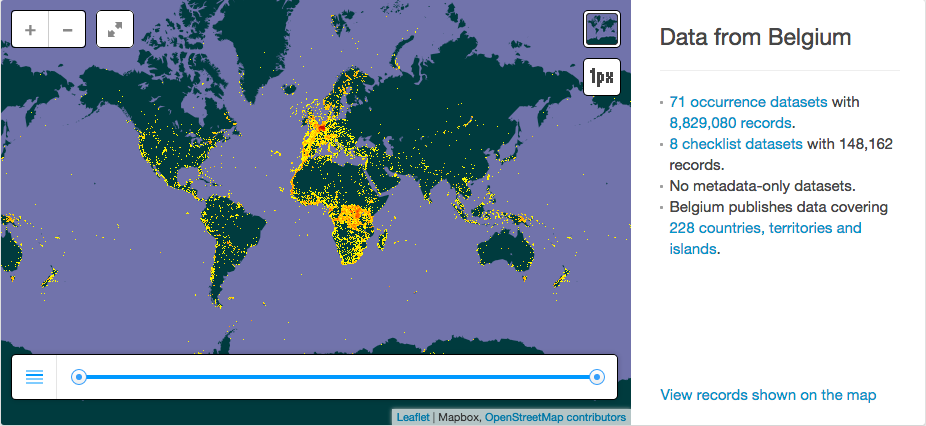 + −
1px
Leaflet | Mapbox, OpenStreetMap contributors
Data from Belgium
71 occurrence datasets with
8,829,080 records.
8 checklist datasets with 148,162
records.
No metadata-only datasets.
Belgium publishes data covering
228 countries, territories and
islands.
View records shown on the map